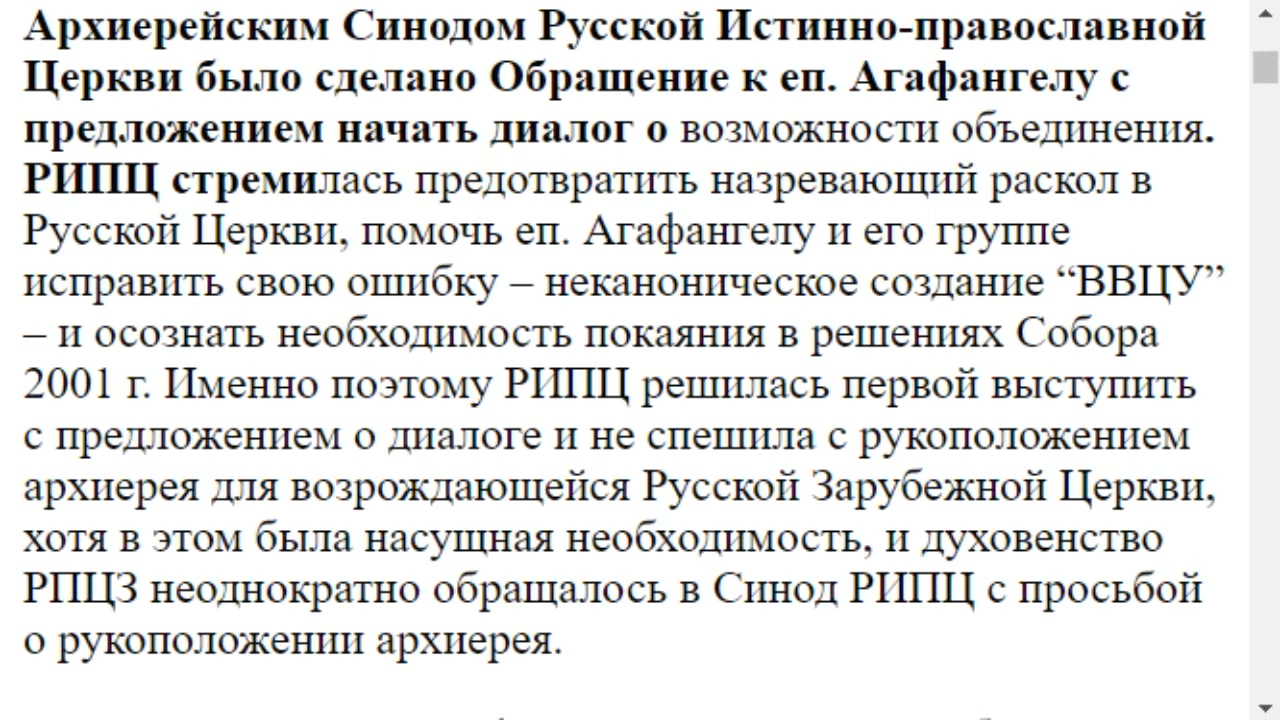 Архиерейским Синодом Русской Истинно-православной
Церкви было сделано Обращение к еп. Агафангелу с
предложением начать диалог о возможности объединения.
РИПЦ стремилась предотвратить назревающий раскол в
Русской Церкви, помочь еп. Агафангелу и его группе
исправить свою ошибку – неканоническое создание “ВВЦУ”
– и осознать необходимость покаяния в решениях Собора
2001 г. Именно поэтому РИПЦ решилась первой выступить
с предложением о диалоге и не спешила с рукоположением
архиерея для возрождающейся Русской Зарубежной Церкви,
хотя в этом была насущная необходимость, и духовенство
РПЦЗ неоднократно обращалось в Синод РИПЦ с просьбой
о рукоположении архиерея.